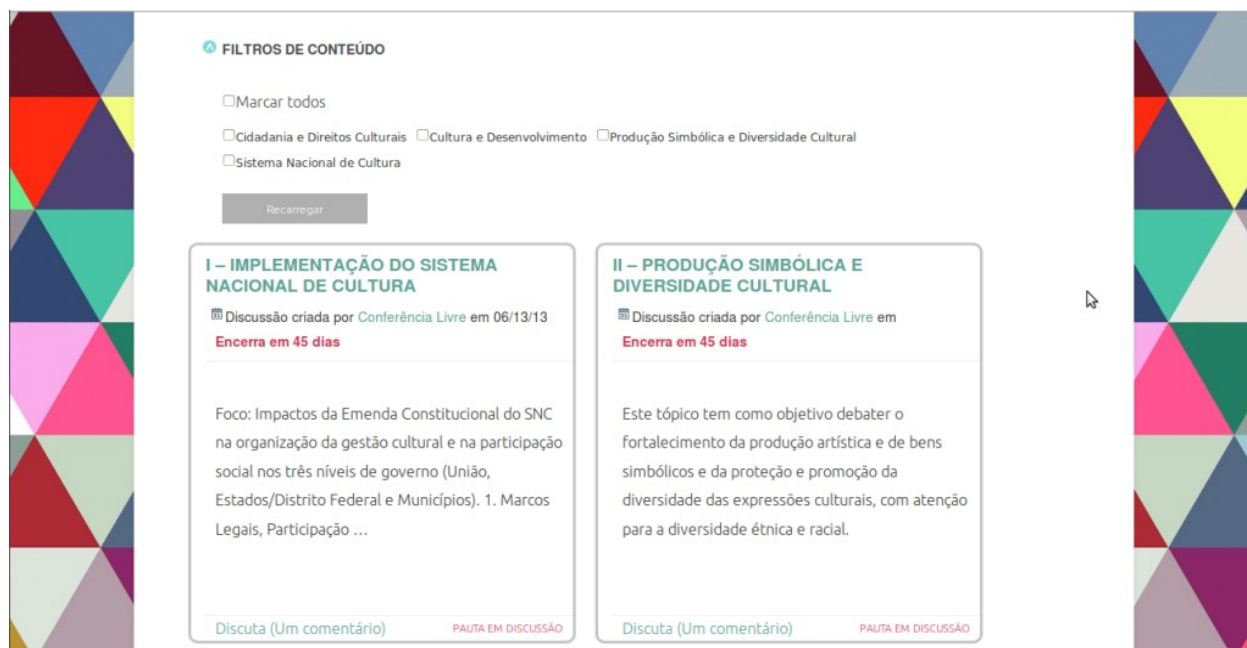 FILTROS DE CONTEÚDO
Marcar todos
Cidadania e Direitos Culturais Cultura e Desenvolvimento Produção Simbólica e Diversidade Cultural
Sistema Nacional de Cultura
Recarregar
I – IMPLEMENTAÇÃO DO SISTEMA
NACIONAL DE CULTURA
Discussão criada por Conferência Livre em 06/13/13
Encerra em 45 dias
Foco: Impactos da Emenda Constitucional do SNC
na organização da gestão cultural e na participação
social nos três níveis de governo (União,
Estados/Distrito Federal e Municípios). 1. Marcos
Legais, Participação …
Discuta (Um comentário) PAUTA EM DISCUSSÃO
II – PRODUÇÃO SIMBÓLICA E
DIVERSIDADE CULTURAL
Discussão criada por Conferência Livre em
Encerra em 45 dias
Este tópico tem como objetivo debater o
fortalecimento da produção artística e de bens
simbólicos e da proteção e promoção da
diversidade das expressões culturais, com atenção
para a diversidade étnica e racial.
Discuta (Um comentário) PAUTA EM DISCUSSÃO